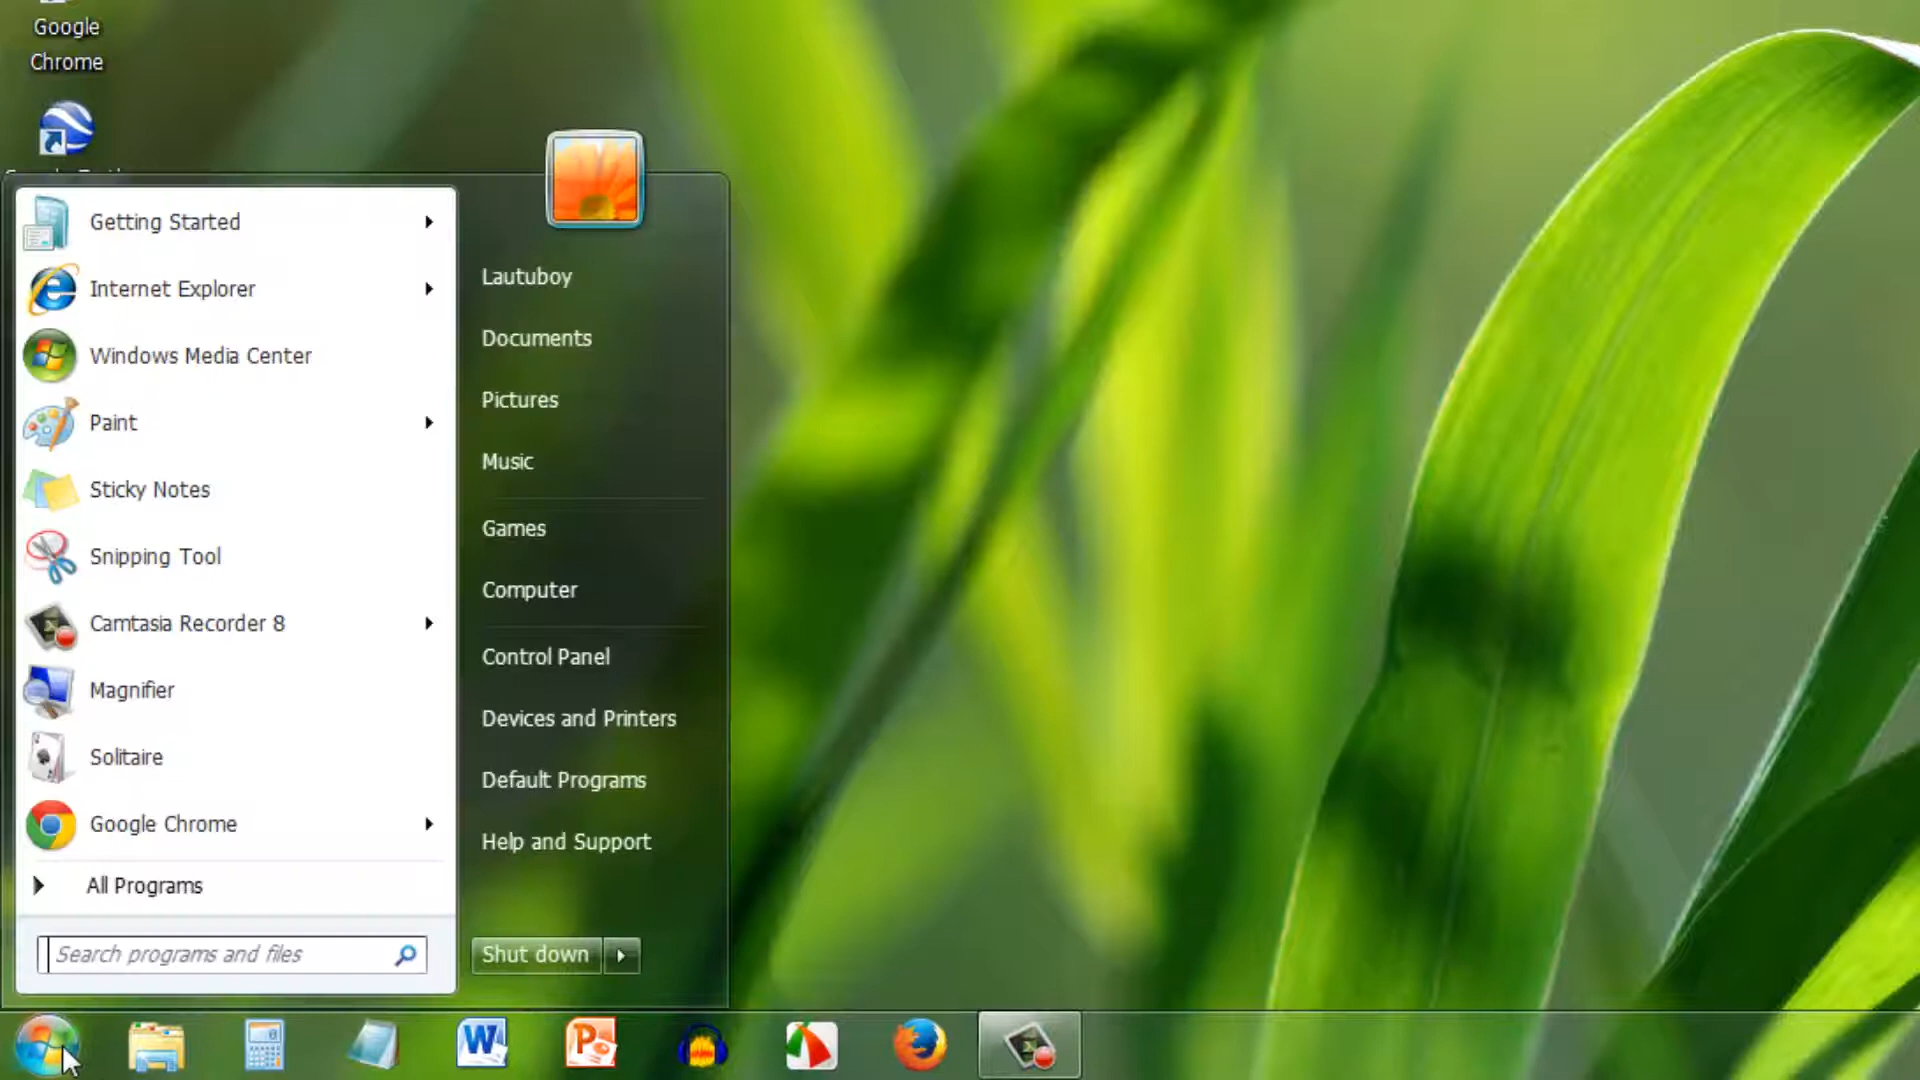 Google
Chrome
Getting Started
Internet Explorer
Windows Media Center
Paint
Sticky Notes
Snipping Tool
Camtasia Recorder 8
Magnifier
Solitaire
Google Chrome
All Programs
Search programs and files
Lautuboy
Documents
Pictures
Music
Games
Computer
Control Panel
Devices and Printers
Default Programs
Help and Support
Shut down